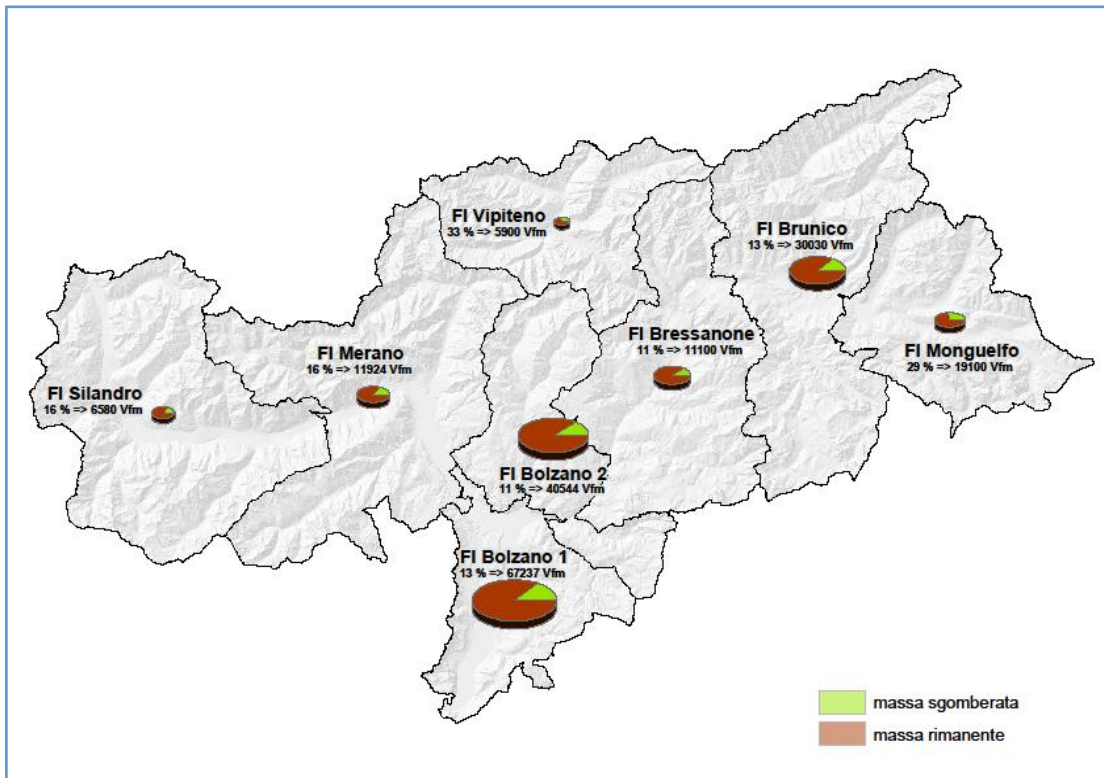 FI Vipiteno
33 % => 5900 Vfm
FI Brunico
13 % => 30030 Vfm
FI Bressanone
11 % => 11100 Vfm
FI Monguelfo
29 % => 19100 Vfm
FI Merano
16 % => 11924 Vfm
FI Silandro
16 % => 6580 Vfm
FI Bolzano 2
11 % => 40544 Vfm
FI Bolzano 1
13 % => 67237 Vfm
massa sgomberata
massa rimanente